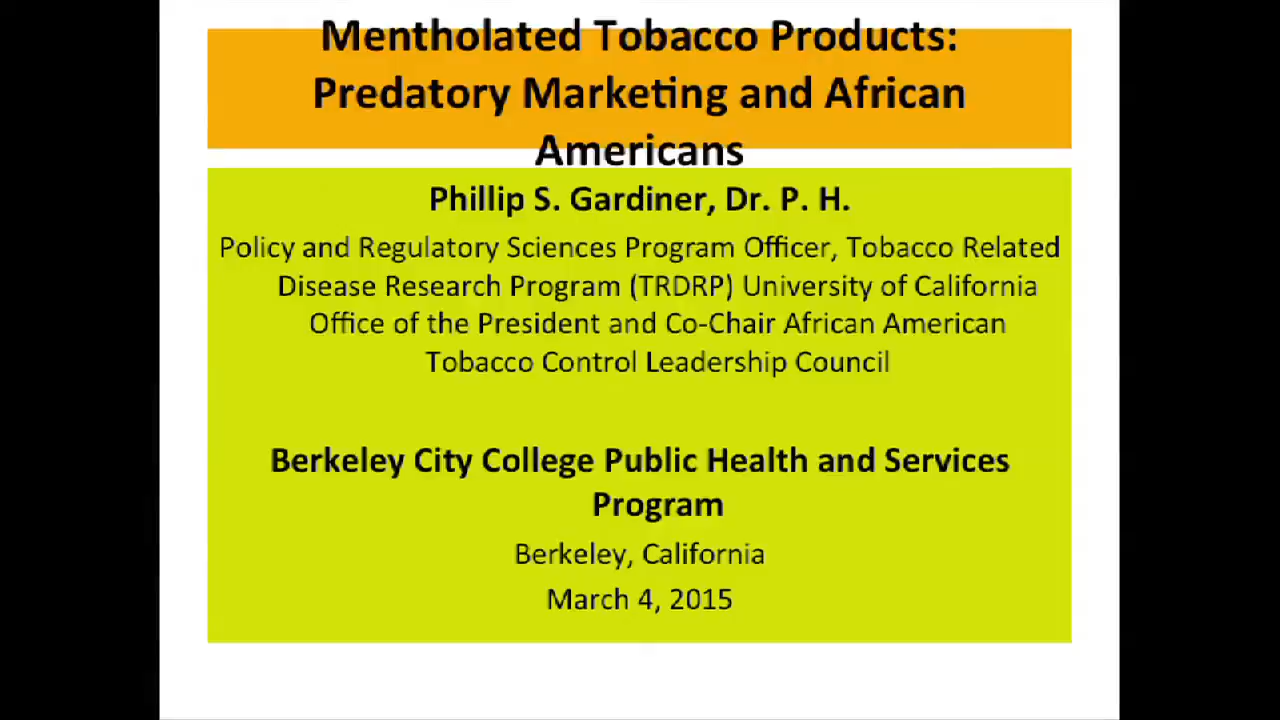 Mentholated Tobacco Products:
Predatory Marketing and African
Americans
Phillip S. Gardiner, Dr. P. H.
Policy and Regulatory Sciences Program Officer, Tobacco Related
Disease Research Program (TRDRP) University of California
Office of the President and Co-Chair African American
Tobacco Control Leadership Council
Berkeley City College Public Health and Services
Program
Berkeley, California
March 4, 2015